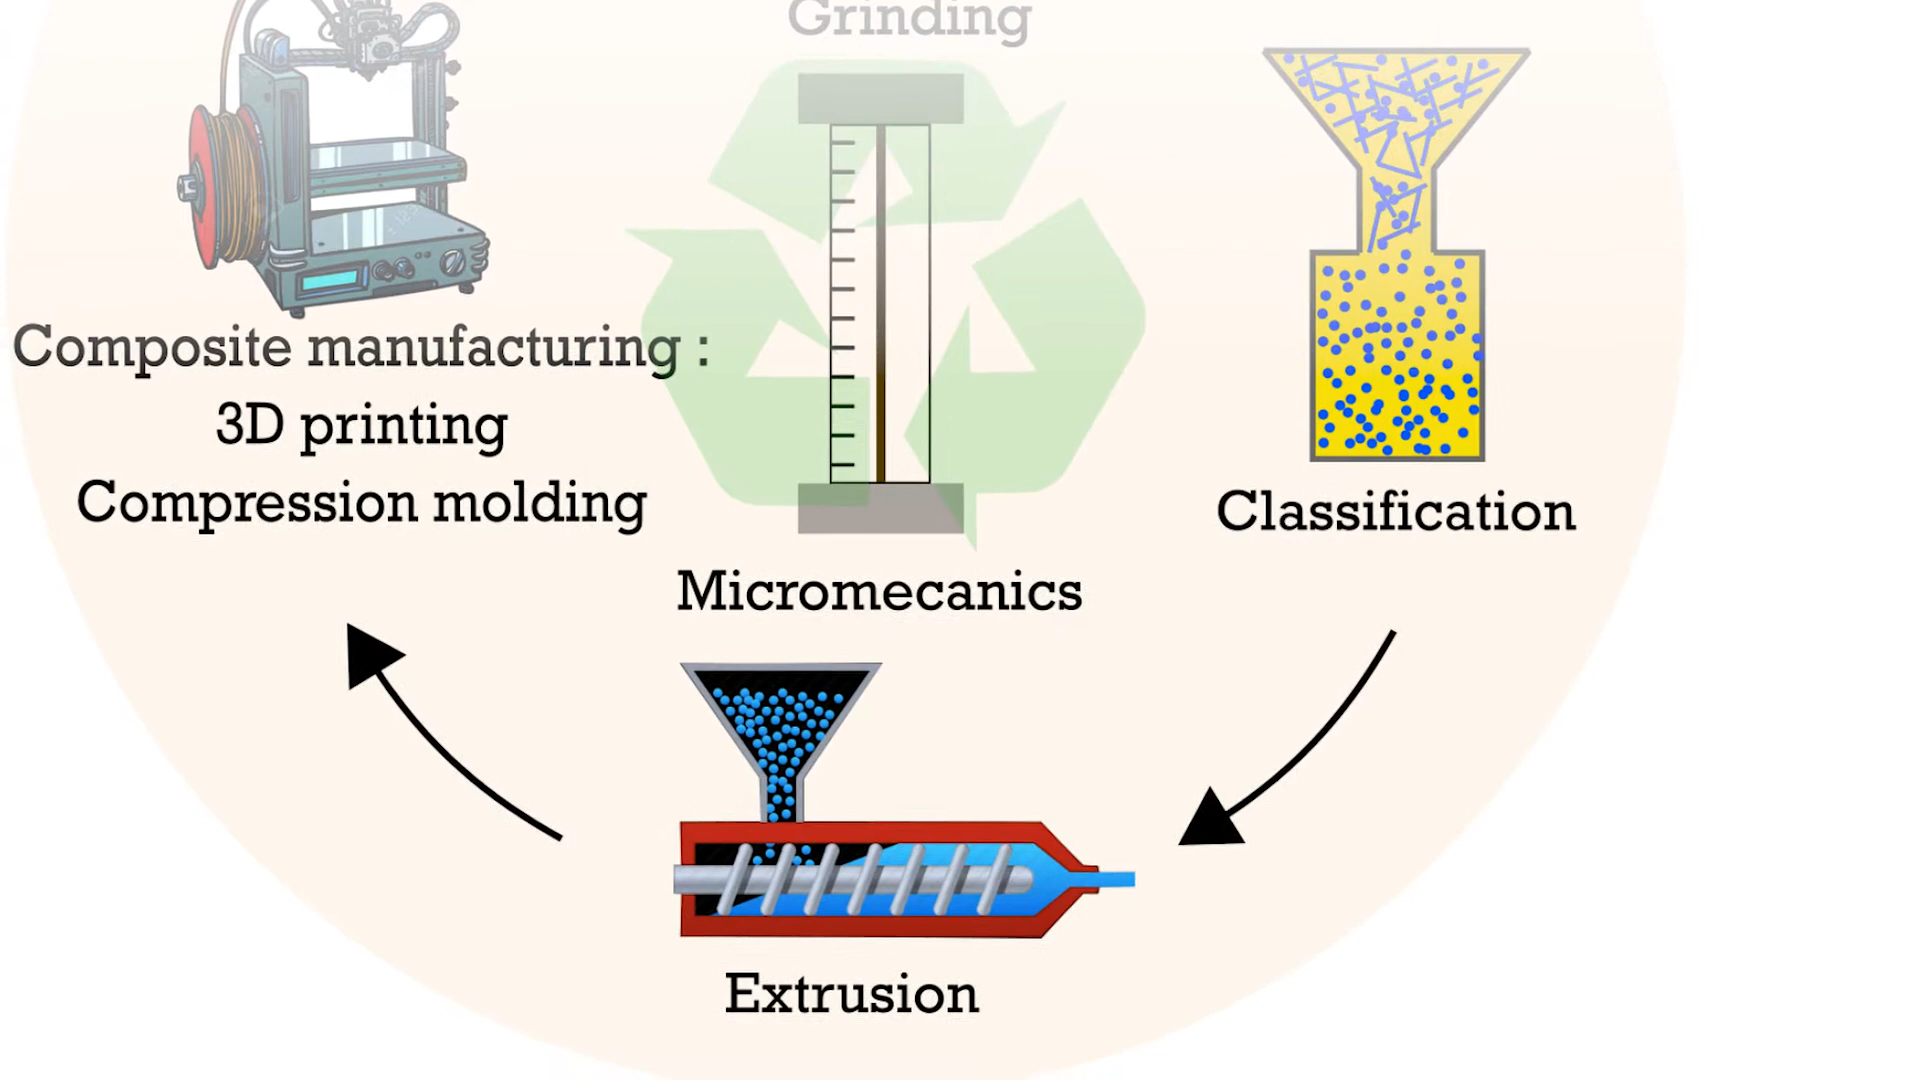 Grinding
Composite manufacturing :
3D printing
Compression molding
Classification
Micromecanics
Extrusion